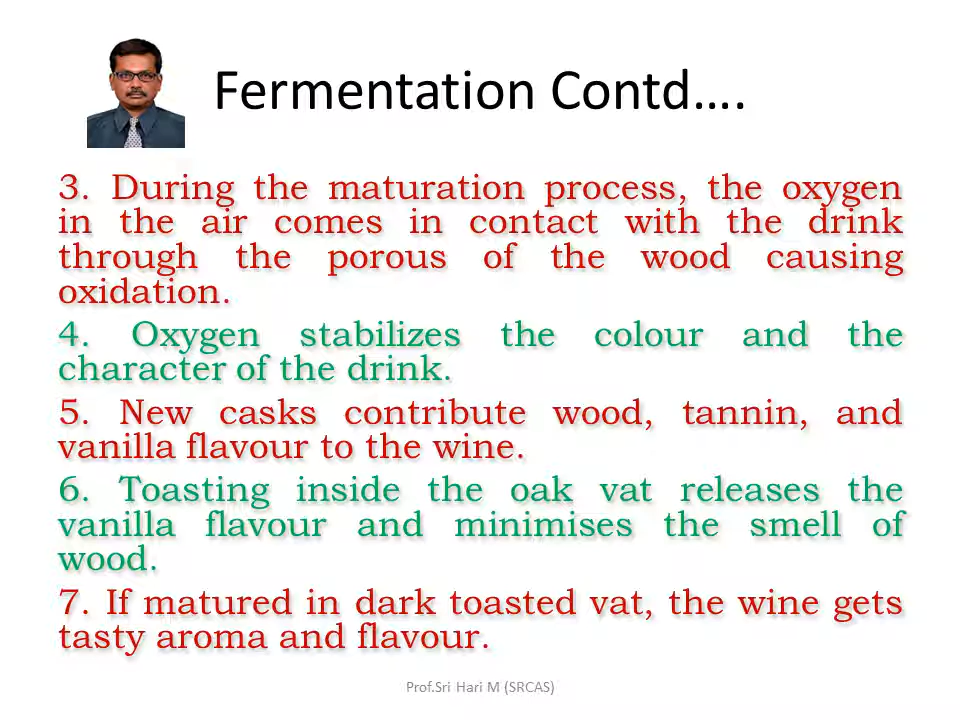 Fermentation Contd….
3. During the maturation process, the oxygen
in the air comes in contact with the drink
through the porous of the wood causing
oxidation.
4. Oxygen stabilizes the colour and the
character of the drink.
5. New casks contribute wood, tannin, and
vanilla flavour to the wine.
6. Toasting inside the oak vat releases the
vanilla flavour and minimises the smell of
wood.
7. If matured in dark toasted vat, the wine gets
tasty aroma and flavour.
Prof.Sri Hari M (SRCAS)